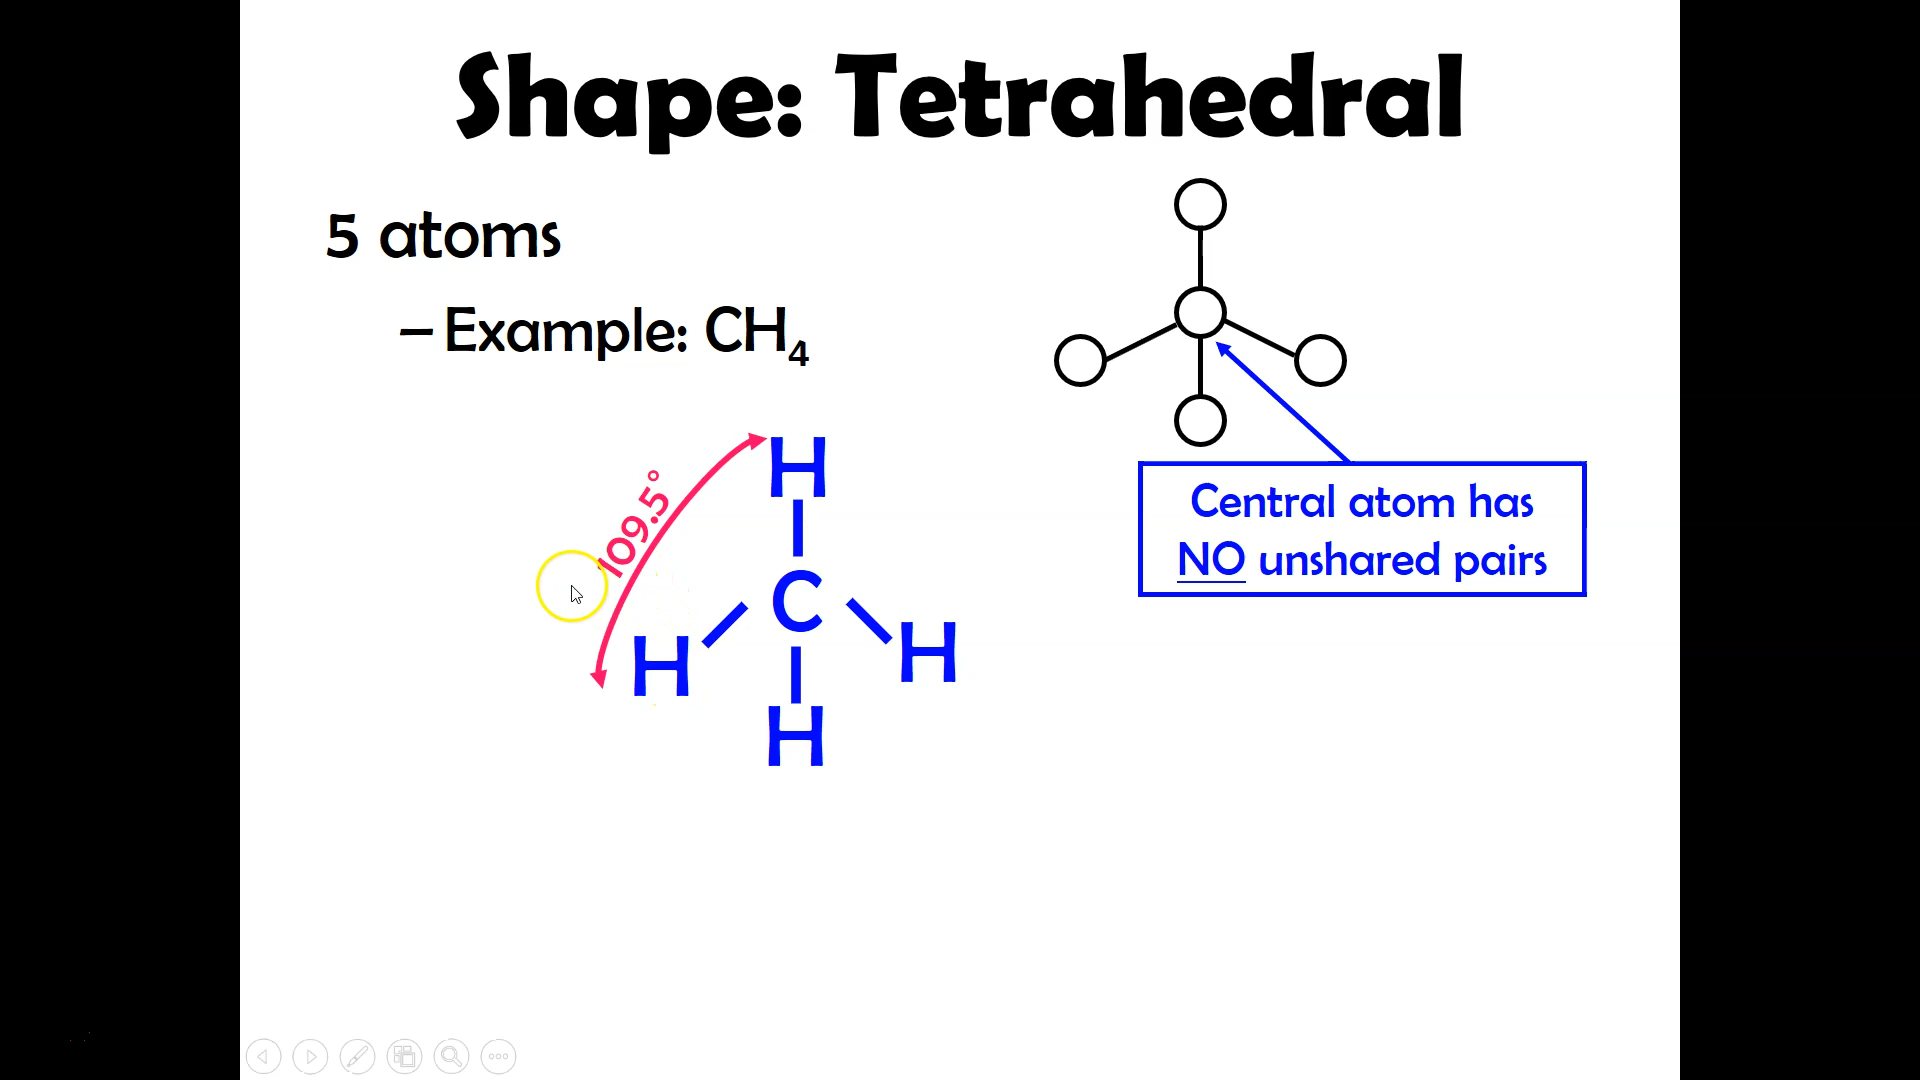 Shape: Tetrahedral
5 atoms
– Example: CH₄
109.5°
H
C
H
H
H
Central atom has
NO unshared pairs